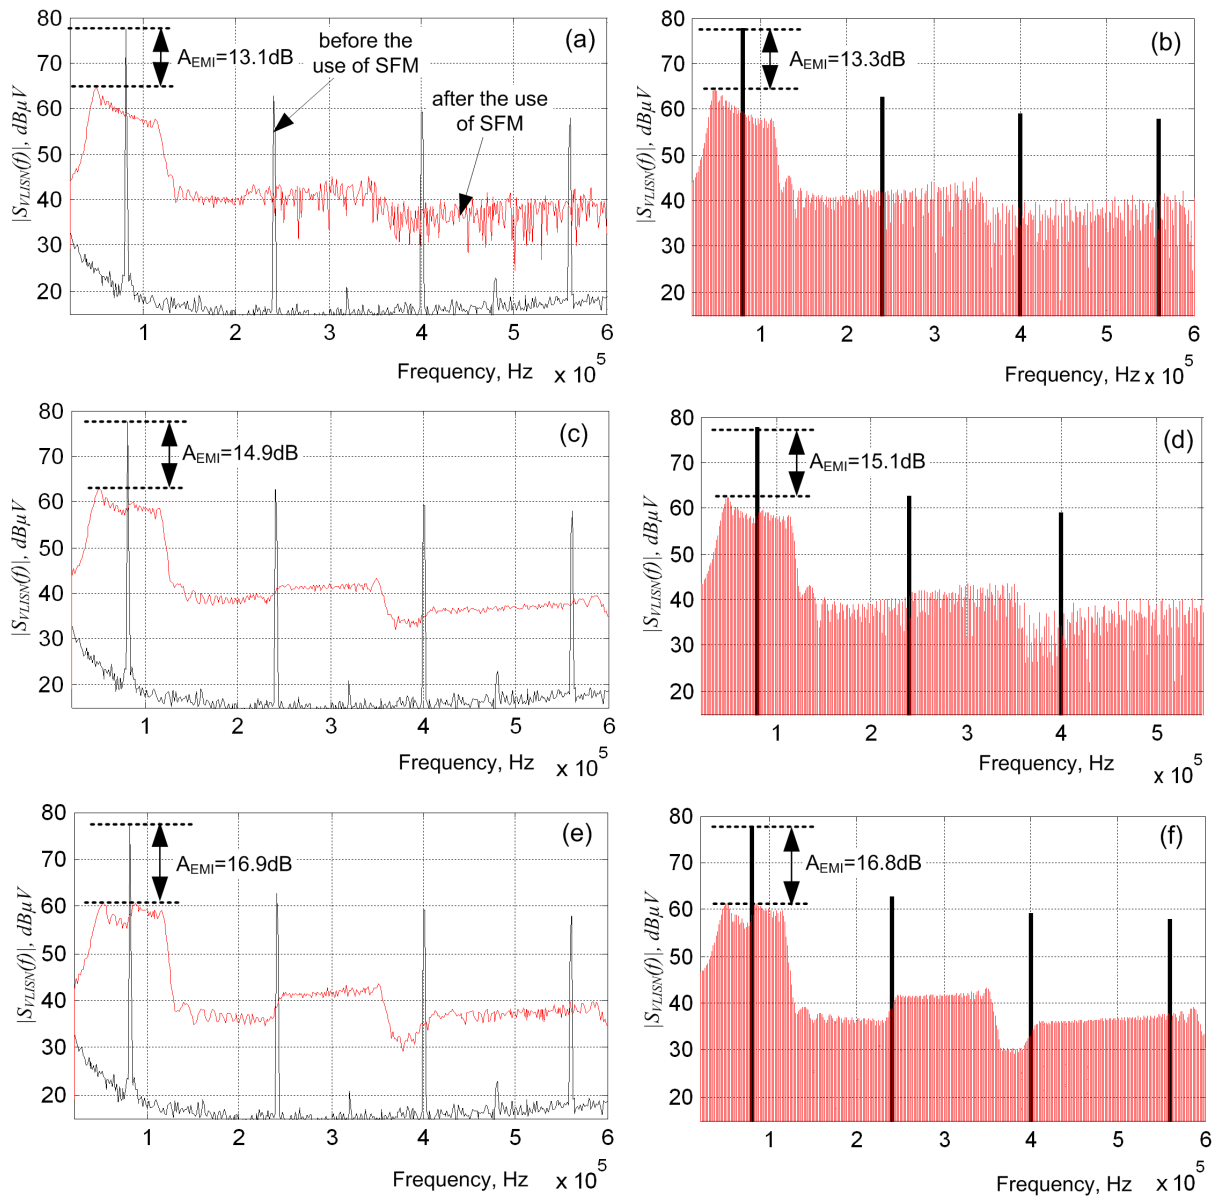 (a)
before the
use of SFM
after the use
of SFM
A_EMI=13.1dB
|S_VLISN(f)|, dBμV
80
70
60
50
40
30
20
1 2 3 4 5 6
Frequency, Hz x 10^5
(b)
A_EMI=13.3dB
|S_VLISN(f)|, dBμV
80
70
60
50
40
30
20
1 2 3 4 5 6
Frequency, Hz x 10^5
(c)
A_EMI=14.9dB
|S_VLISN(f)|, dBμV
80
70
60
50
40
30
20
1 2 3 4 5 6
Frequency, Hz x 10^5
(d)
A_EMI=15.1dB
|S_VLISN(f)|, dBμV
80
70
60
50
40
30
20
1 2 3 4 5
Frequency, Hz x 10^5
(e)
A_EMI=16.9dB
|S_VLISN(f)|, dBμV
80
70
60
50
40
30
20
1 2 3 4 5 6
Frequency, Hz x 10^5
(f)
A_EMI=16.8dB
|S_VLISN(f)|, dBμV
80
70
60
50
40
30
20
1 2 3 4 5 6
Frequency, Hz x 10^5